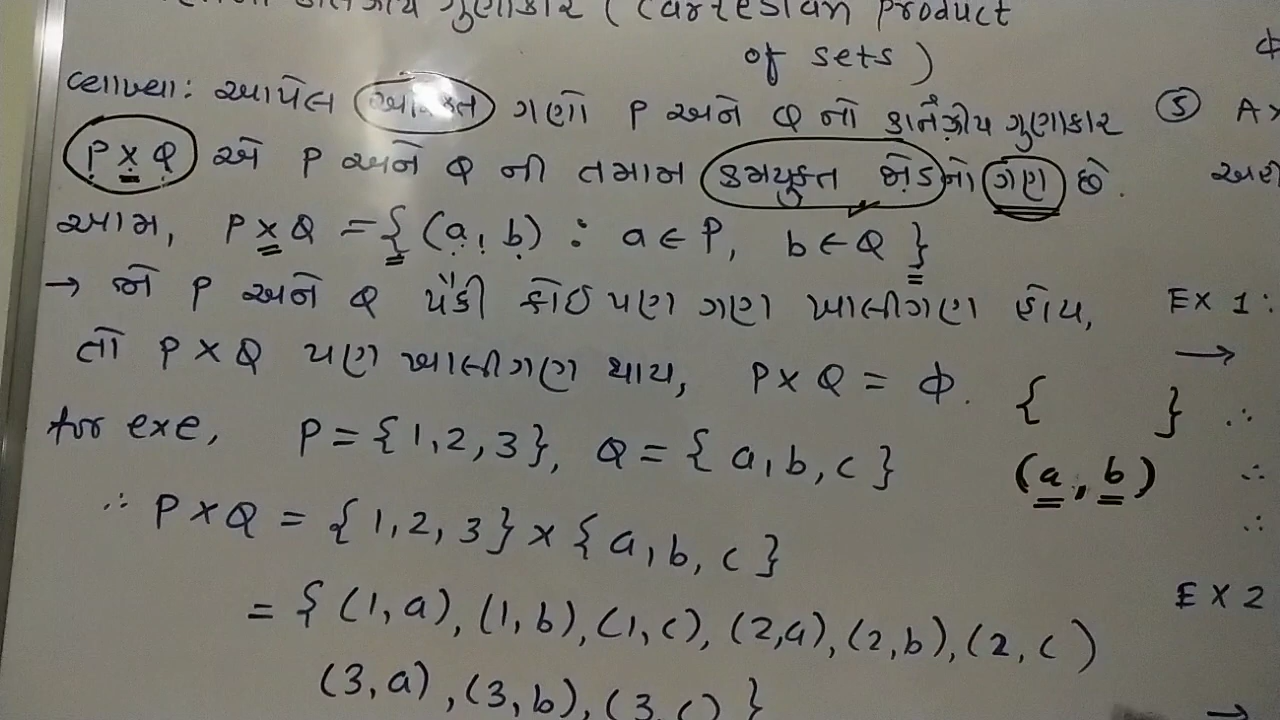 કાર્તેઝીય ગુણાકાર ( Cartesian product
of sets )
વ્યાખ્યા: આપેલ અરિક્ત ગણો P અને Q નો કાર્તેઝીય ગુણાકાર
P x Q એ P અને Q ની તમામ ક્રમયુક્ત જોડનો ગણ છે.
આમ, P x Q = { (a, b) : a ∈ P, b ∈ Q }
→ જો P અને Q પૈકી કોઈ પણ ગણ ખાલીગણ હોય,
તો P x Q પણ ખાલીગણ થાય, P x Q = ф.
for exe, P = {1,2,3}, Q = { a, b, c }
∴ P x Q = {1,2,3} x { a, b, c }
= { (1,a), (1,b), (1,c), (2,a), (2,b), (2,c)
(3,a), (3,b), (3,c) }
{ }
(a, b)
ф
⑤ A x
EX 1:
→
∴
∴
∴
EX 2
→